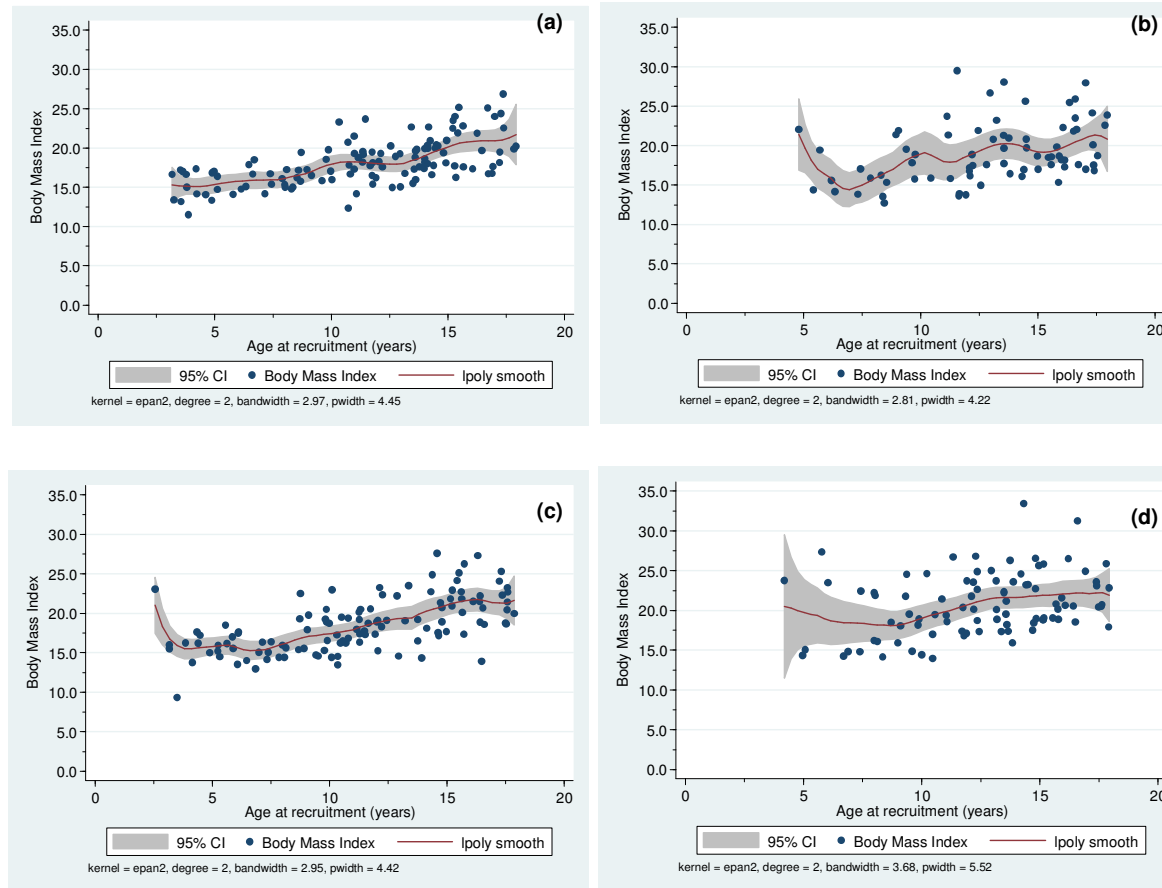 (a)
35.0
30.0
25.0
20.0
15.0
10.0
5.0
0.0
Body Mass Index
0 5 10 15 20
Age at recruitment (years)
95% CI Body Mass Index lpoly smooth
kernel = epan2, degree = 2, bandwidth = 2.97, pwidth = 4.45
(b)
35.0
30.0
25.0
20.0
15.0
10.0
5.0
0.0
Body Mass Index
0 5 10 15 20
Age at recruitment (years)
95% CI Body Mass Index lpoly smooth
kernel = epan2, degree = 2, bandwidth = 2.81, pwidth = 4.22
(c)
35.0
30.0
25.0
20.0
15.0
10.0
5.0
0.0
Body Mass Index
0 5 10 15 20
Age at recruitment (years)
95% CI Body Mass Index lpoly smooth
kernel = epan2, degree = 2, bandwidth = 2.95, pwidth = 4.42
(d)
35.0
30.0
25.0
20.0
15.0
10.0
5.0
0.0
Body Mass Index
0 5 10 15 20
Age at recruitment (years)
95% CI Body Mass Index lpoly smooth
kernel = epan2, degree = 2, bandwidth = 3.68, pwidth = 5.52